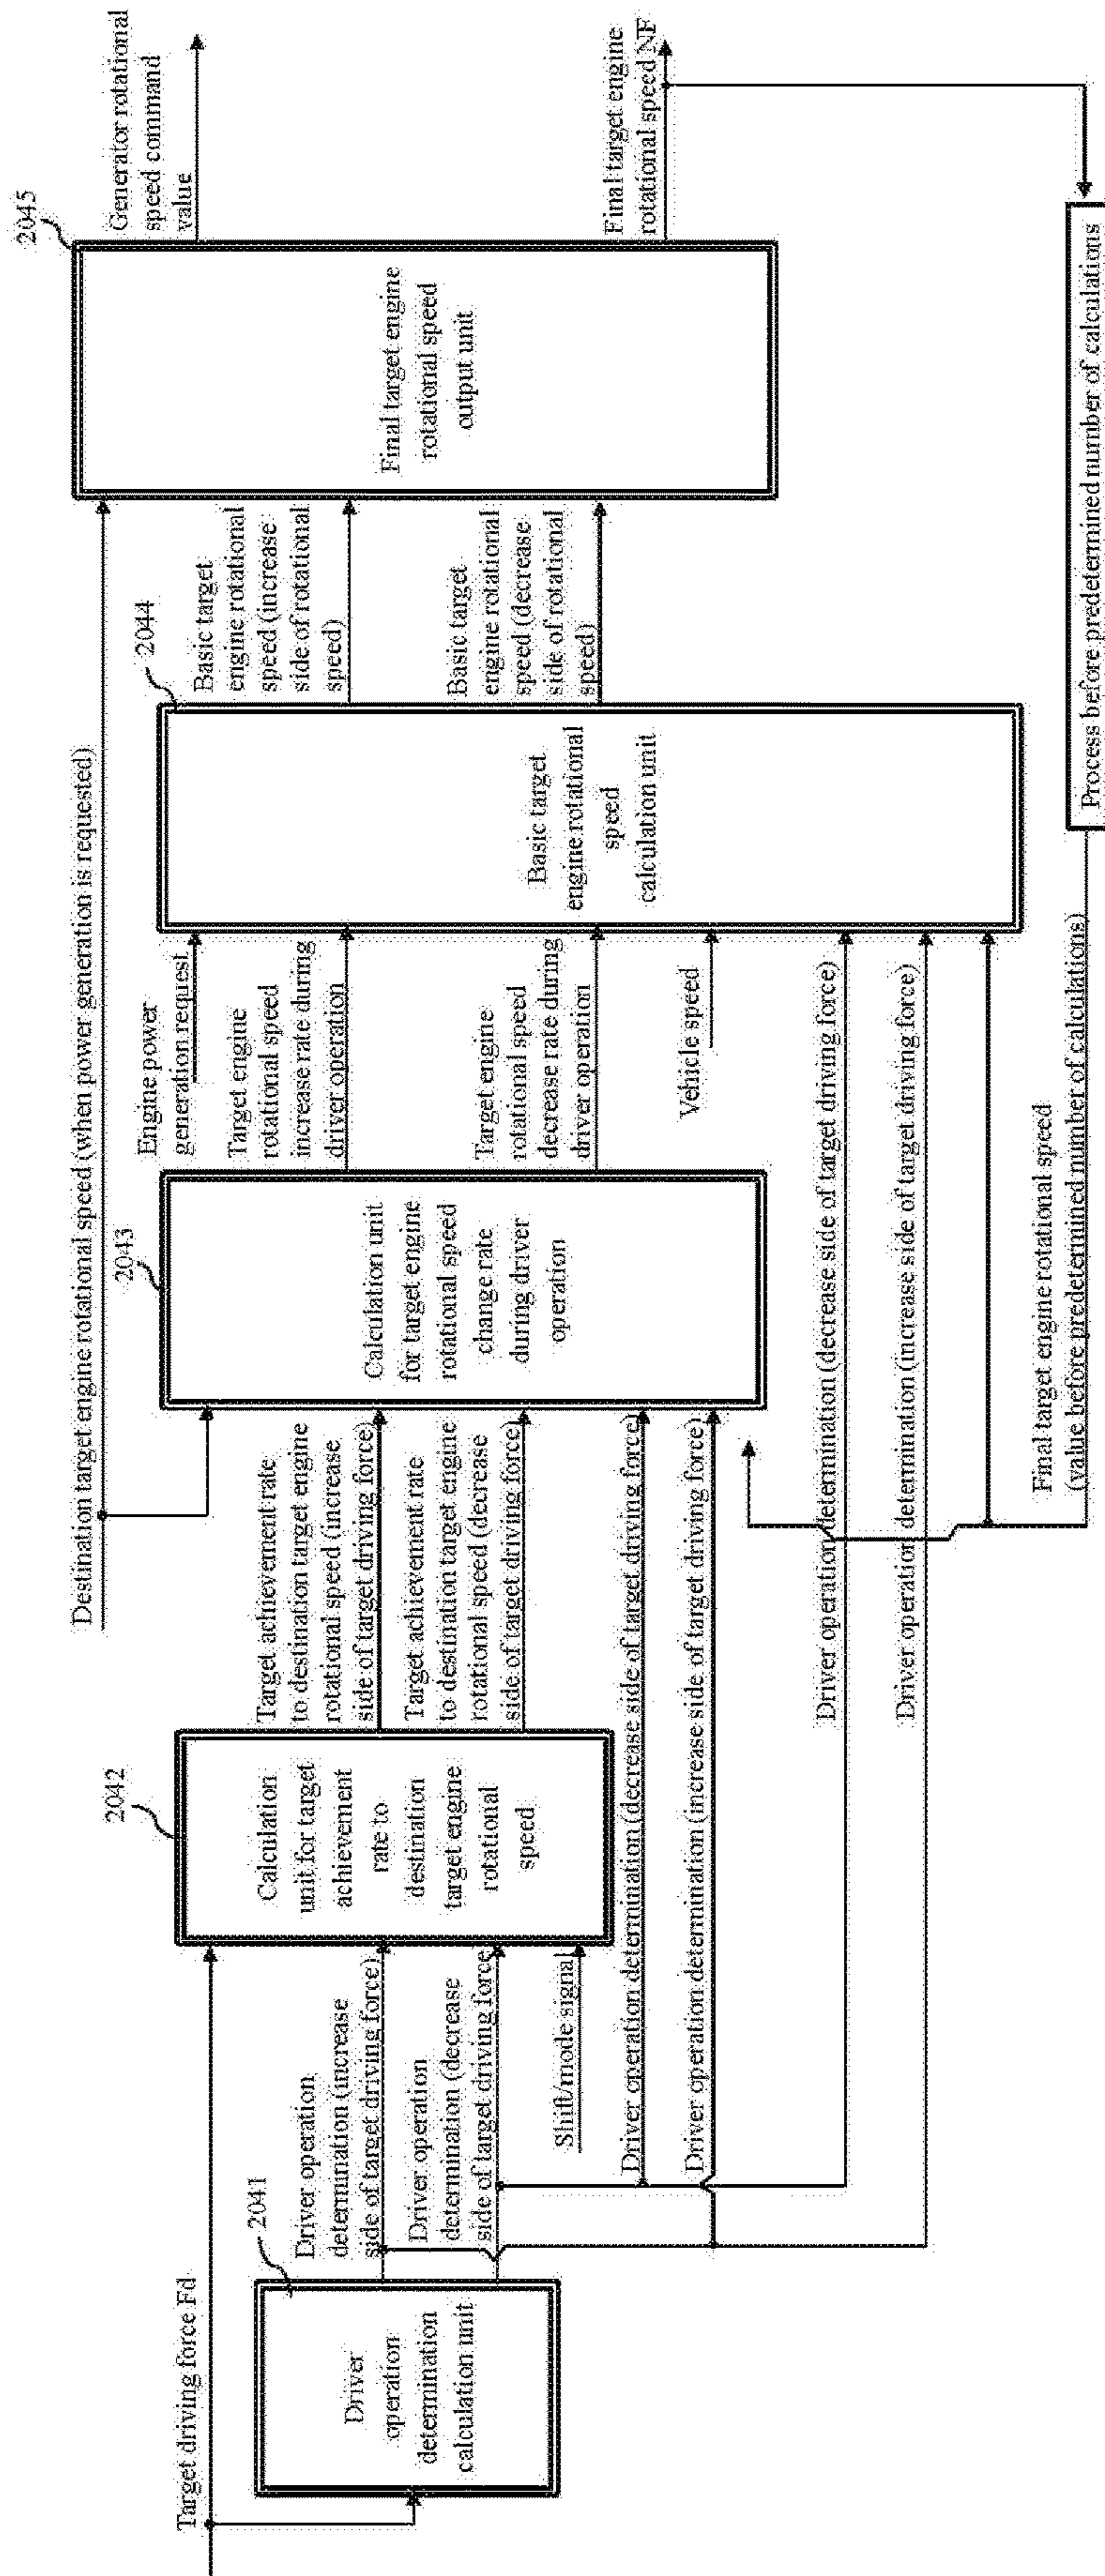 Target driving force Fd
2041
Driver
operation
determination
calculation unit
Driver operation
determination (increase
side of target driving force)
Driver operation
determination (decrease
side of target driving force
Shift/mode signal
2042
Calculation
unit for target
achievement
rate to
destination
target engine
rotational
speed
Driver operation determination (decrease side of target driving force)
Driver operation determination (increase side of target driving force)
Destination target engine rotational speed (when power generation is requested)
Target achievement rate
to destination target engine
rotational speed (increase
side of target driving force)
Target achievement rate
to destination target engine
rotational speed (decrease
side of target driving force)
2043
Calculation unit
for target engine
rotational speed
change rate
during driver
operation
Engine power
generation request
Target engine
rotational speed
increase rate during
driver operation
Target engine
rotational speed
decrease rate during
driver operation
Vehicle speed
Driver operation determination (decrease side of target driving force)
Driver operation determination (increase side of target driving force)
Final target engine rotational speed
(value before predetermined number of calculations)
2044
Basic target
engine rotational
speed
calculation unit
Basic target
engine rotational
speed (increase
side of rotational
speed)
Basic target
engine rotational
speed (decrease
side of rotational
speed)
2045
Final target engine
rotational speed
output unit
Generator rotational
speed command
value
Final target engine
rotational speed NF
Process before predetermined number of calculations